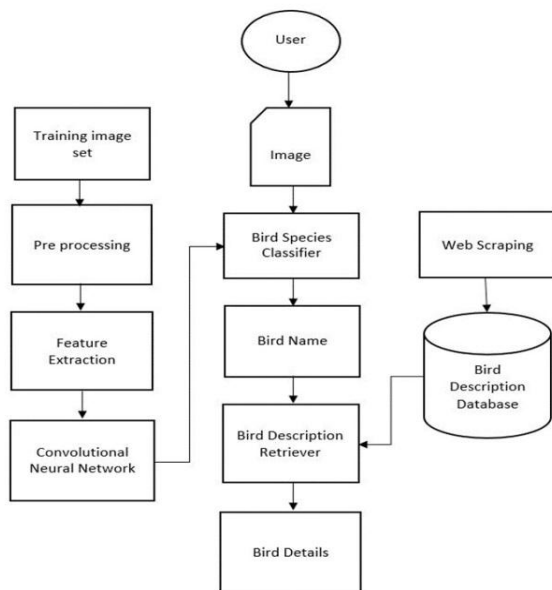 User
Training image
set
Image
Pre processing
Bird Species
Classifier
Web Scraping
Feature
Extraction
Bird Name
Bird
Description
Database
Convolutional
Neural Network
Bird Description
Retriever
Bird Details